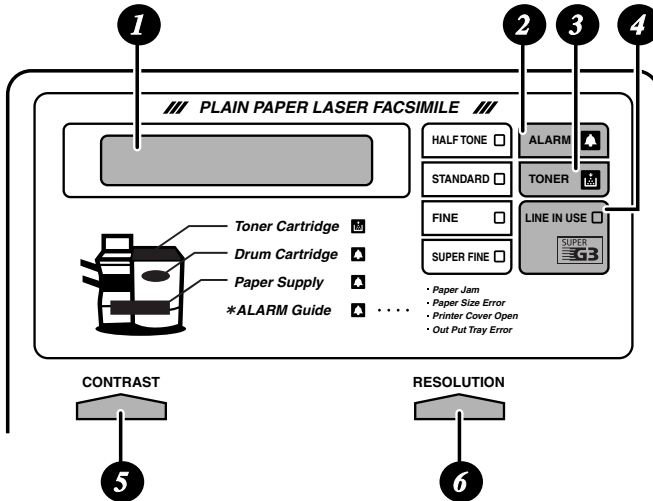 1 2 3 4
/// PLAIN PAPER LASER FACSIMILE ///
HALF TONE
ALARM
STANDARD
TONER
FINE
LINE IN USE
SUPER FINE
SUPER G3
Toner Cartridge
Drum Cartridge
Paper Supply
*ALARM Guide · · · ·
· Paper Jam
· Paper Size Error
· Printer Cover Open
· Out Put Tray Error
CONTRAST
RESOLUTION
5 6